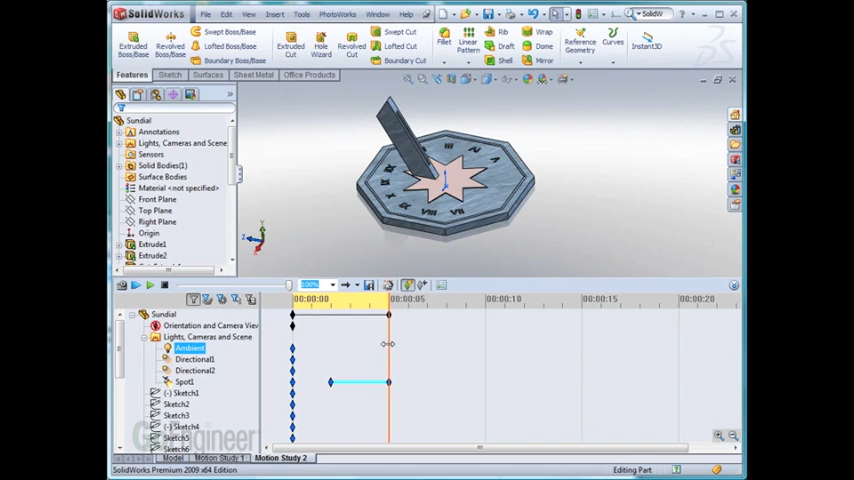 SolidWorks File Edit View Insert Tools PhotoWorks Window Help SolidW
Extruded Boss/Base Revolved Boss/Base Swept Boss/Base Extruded Cut Hole Wizard Revolved Cut Swept Cut Fillet Linear Pattern Rib Wrap Reference Geometry Curves Instant3D
Lofted Boss/Base Lofted Cut Draft Dome
Boundary Boss/Base Boundary Cut Shell Mirror
Features Sketch Surfaces Sheet Metal Office Products
Sundial
Annotations
Lights, Cameras and Scene
Sensors
Solid Bodies(1)
Surface Bodies
Material <not specified>
Front Plane
Top Plane
Right Plane
Origin
Extrude1
Extrude2
Y
Z
X
VIII VII
100%
00:00:00 00:00:05 00:00:10 00:00:15 00:00:20
Sundial
Orientation and Camera View
Lights, Cameras and Scene
Ambient
Directional1
Directional2
Spot1
(-) Sketch1
Sketch2
Sketch3
(-) Sketch4
Sketch5
Sketch6
GoEngineer
Model Motion Study 1 Motion Study 2
SolidWorks Premium 2009 x64 Edition Editing Part